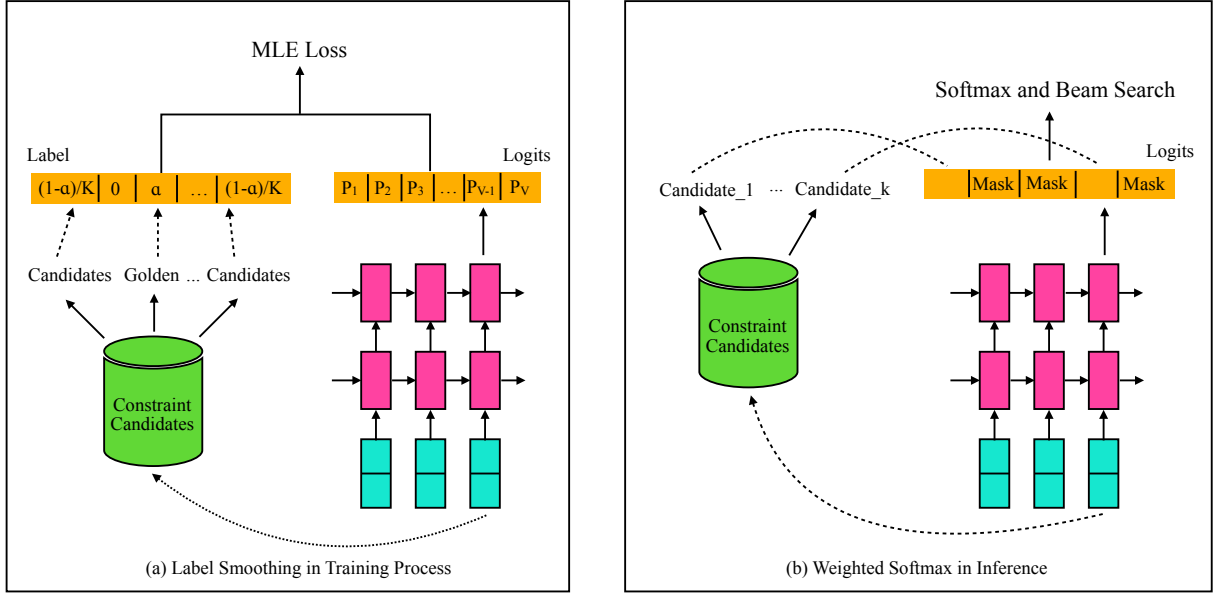 MLE Loss
Label
Logits
(1-α)/K 0 α ... (1-α)/K
P1 P2 P3 ... PV-1 PV
Candidates Golden ... Candidates
Constraint
Candidates
(a) Label Smoothing in Training Process
Softmax and Beam Search
Logits
Candidate_1 ... Candidate_k
Mask Mask Mask
Constraint
Candidates
(b) Weighted Softmax in Inference